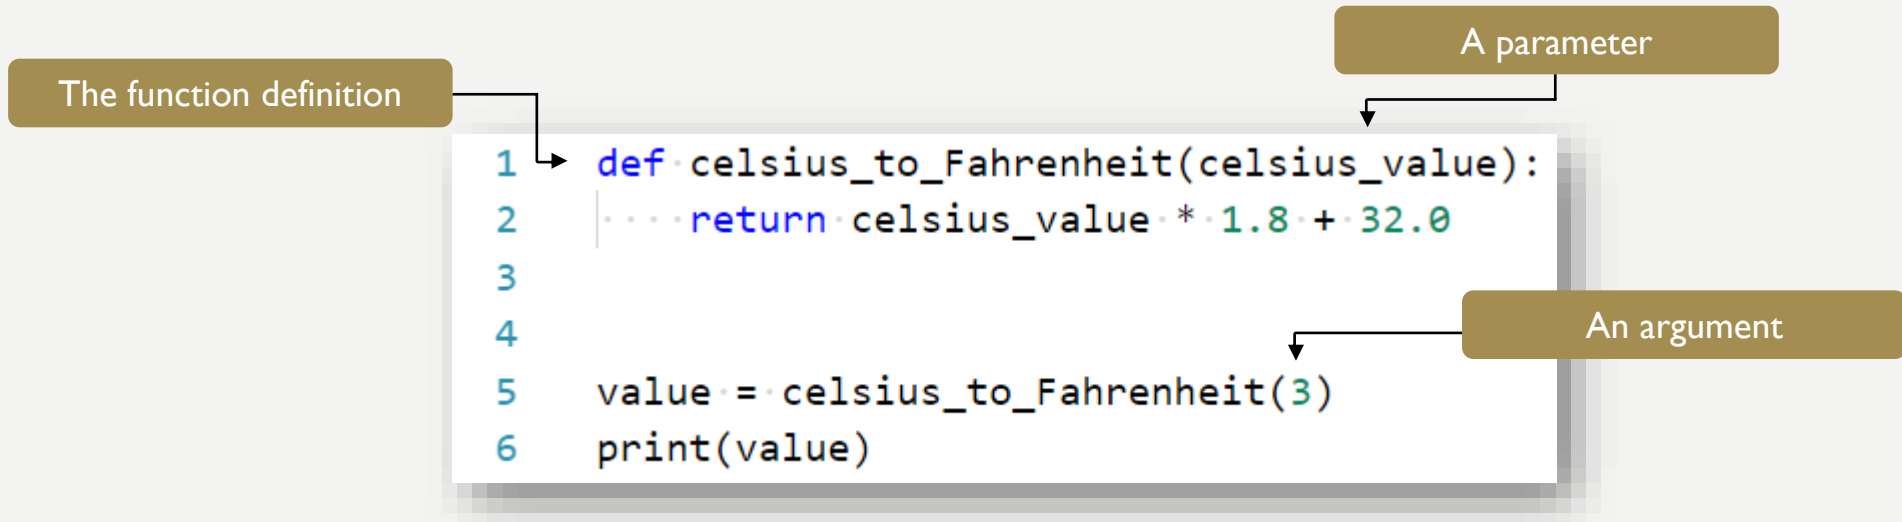 A parameter
The function definition
1 def celsius_to_Fahrenheit(celsius_value):
2 return celsius_value * 1.8 + 32.0
3
4
An argument
5 value = celsius_to_Fahrenheit(3)
6 print(value)